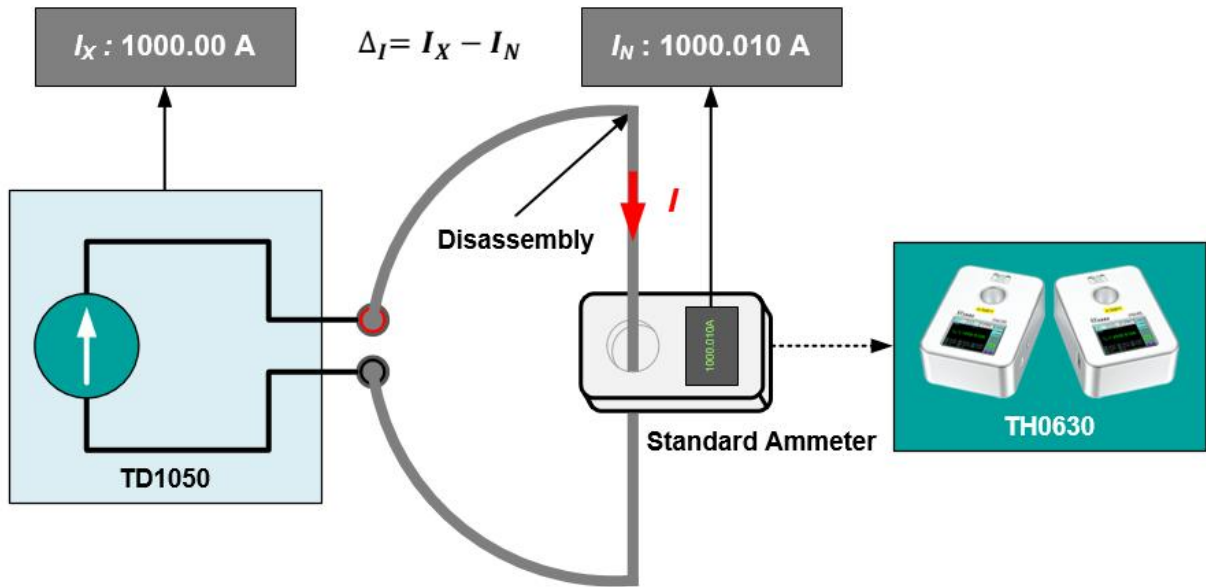 I_X : 1000.00 A
Δ_I = I_X − I_N
I_N : 1000.010 A
Disassembly
I
1000.010A
TD1050
Standard Ammeter
TH0630